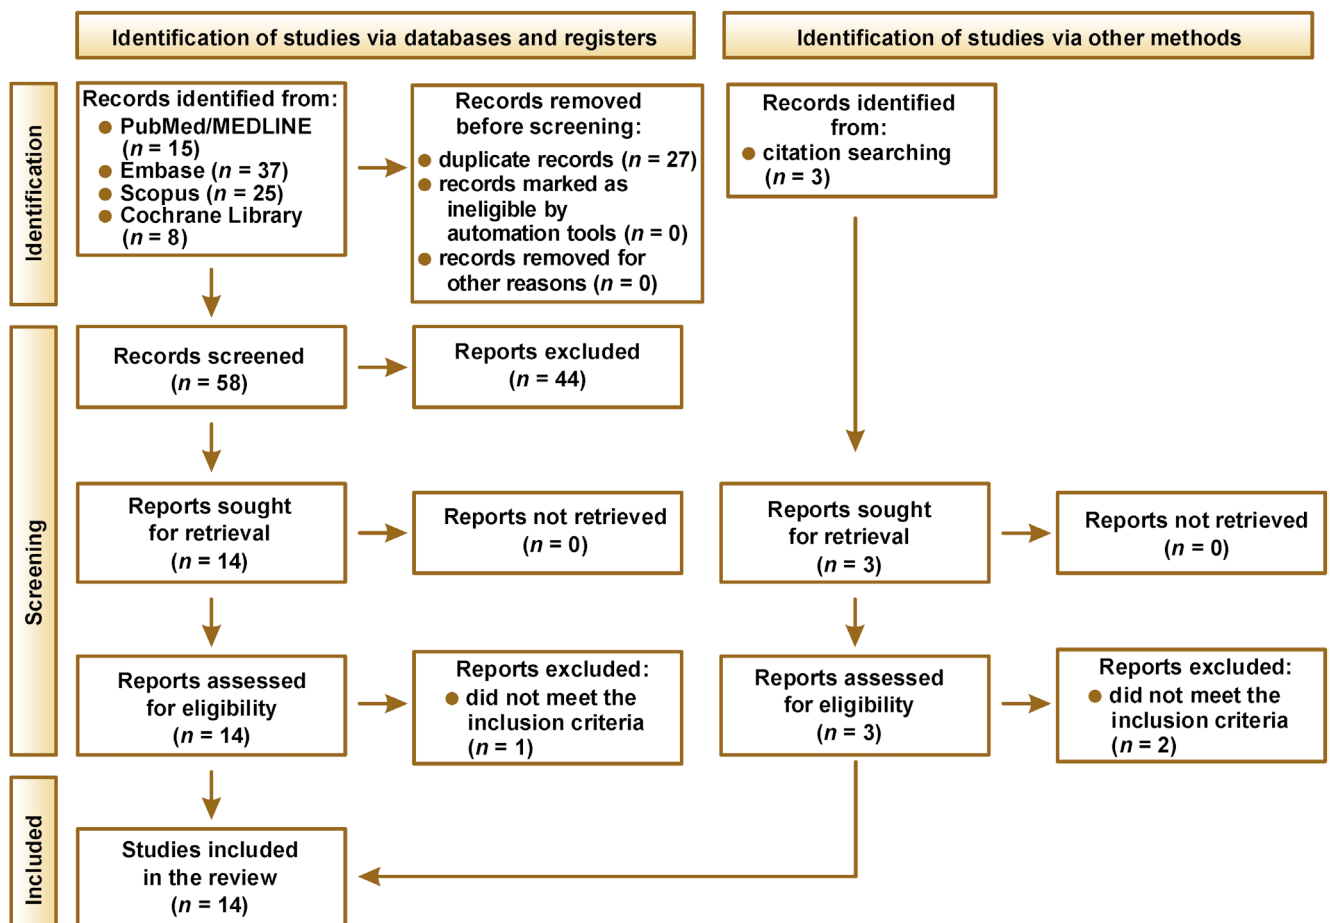 Identification of studies via databases and registers
Identification of studies via other methods
Identification
Records identified from:
● PubMed/MEDLINE
(n = 15)
● Embase (n = 37)
● Scopus (n = 25)
● Cochrane Library
(n = 8)
Records removed
before screening:
● duplicate records (n = 27)
● records marked as
ineligible by
automation tools (n = 0)
● records removed for
other reasons (n = 0)
Records identified
from:
● citation searching
(n = 3)
Screening
Records screened
(n = 58)
Reports excluded
(n = 44)
Reports sought
for retrieval
(n = 14)
Reports not retrieved
(n = 0)
Reports sought
for retrieval
(n = 3)
Reports not retrieved
(n = 0)
Reports assessed
for eligibility
(n = 14)
Reports excluded:
● did not meet the
inclusion criteria
(n = 1)
Reports assessed
for eligibility
(n = 3)
Reports excluded:
● did not meet the
inclusion criteria
(n = 2)
Included
Studies included
in the review
(n = 14)